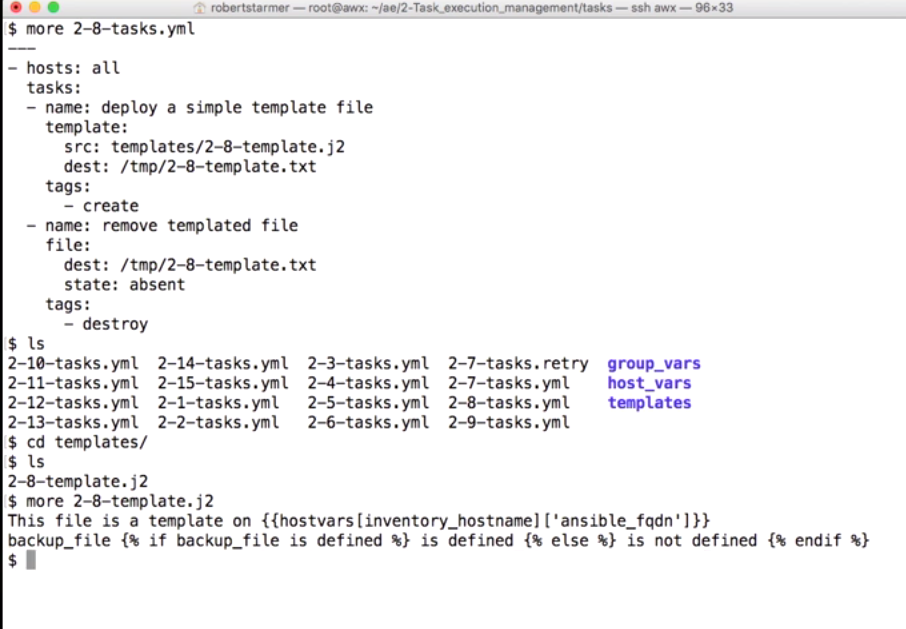 robertstarmer — root@awx: ~/ae/2-Task_execution_management/tasks — ssh awx — 96×33
$ more 2-8-tasks.yml
---
- hosts: all
  tasks:
  - name: deploy a simple template file
    template:
      src: templates/2-8-template.j2
      dest: /tmp/2-8-template.txt
    tags:
      - create
  - name: remove templated file
    file:
      dest: /tmp/2-8-template.txt
      state: absent
    tags:
      - destroy
$ ls
2-10-tasks.yml  2-14-tasks.yml  2-3-tasks.yml  2-7-tasks.retry  group_vars
2-11-tasks.yml  2-15-tasks.yml  2-4-tasks.yml  2-7-tasks.yml    host_vars
2-12-tasks.yml  2-1-tasks.yml   2-5-tasks.yml  2-8-tasks.yml    templates
2-13-tasks.yml  2-2-tasks.yml   2-6-tasks.yml  2-9-tasks.yml
$ cd templates/
$ ls
2-8-template.j2
$ more 2-8-template.j2
This file is a template on {{hostvars[inventory_hostname]['ansible_fqdn']}}
backup_file {% if backup_file is defined %} is defined {% else %} is not defined {% endif %}
$